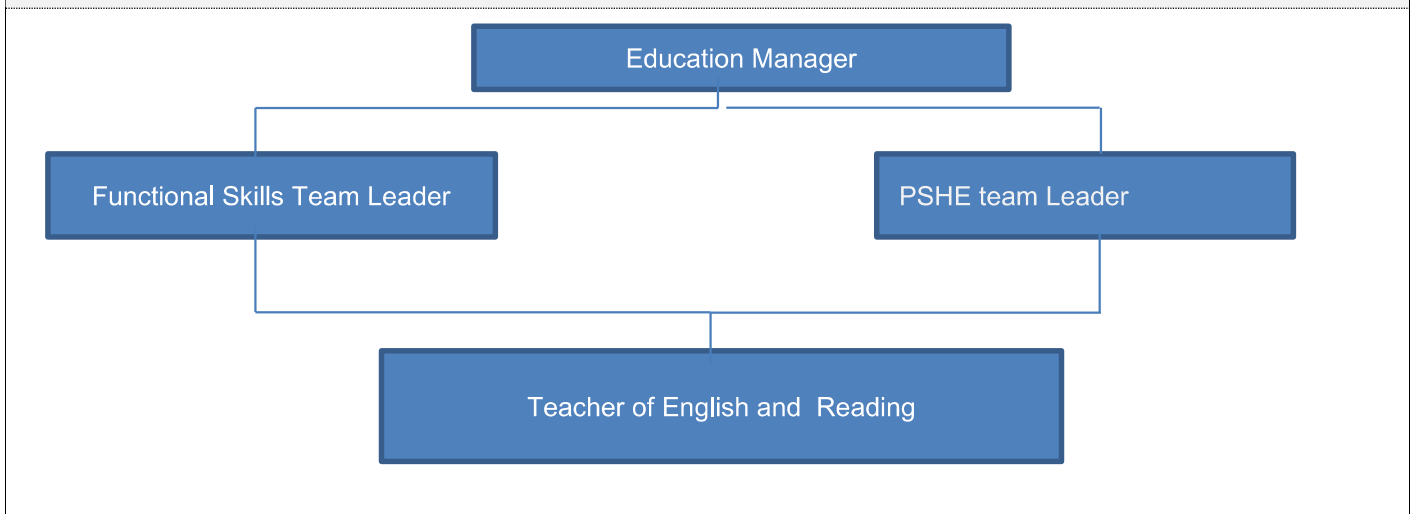 Education Manager
Functional Skills Team Leader
PSHE team Leader
Teacher of English and  Reading